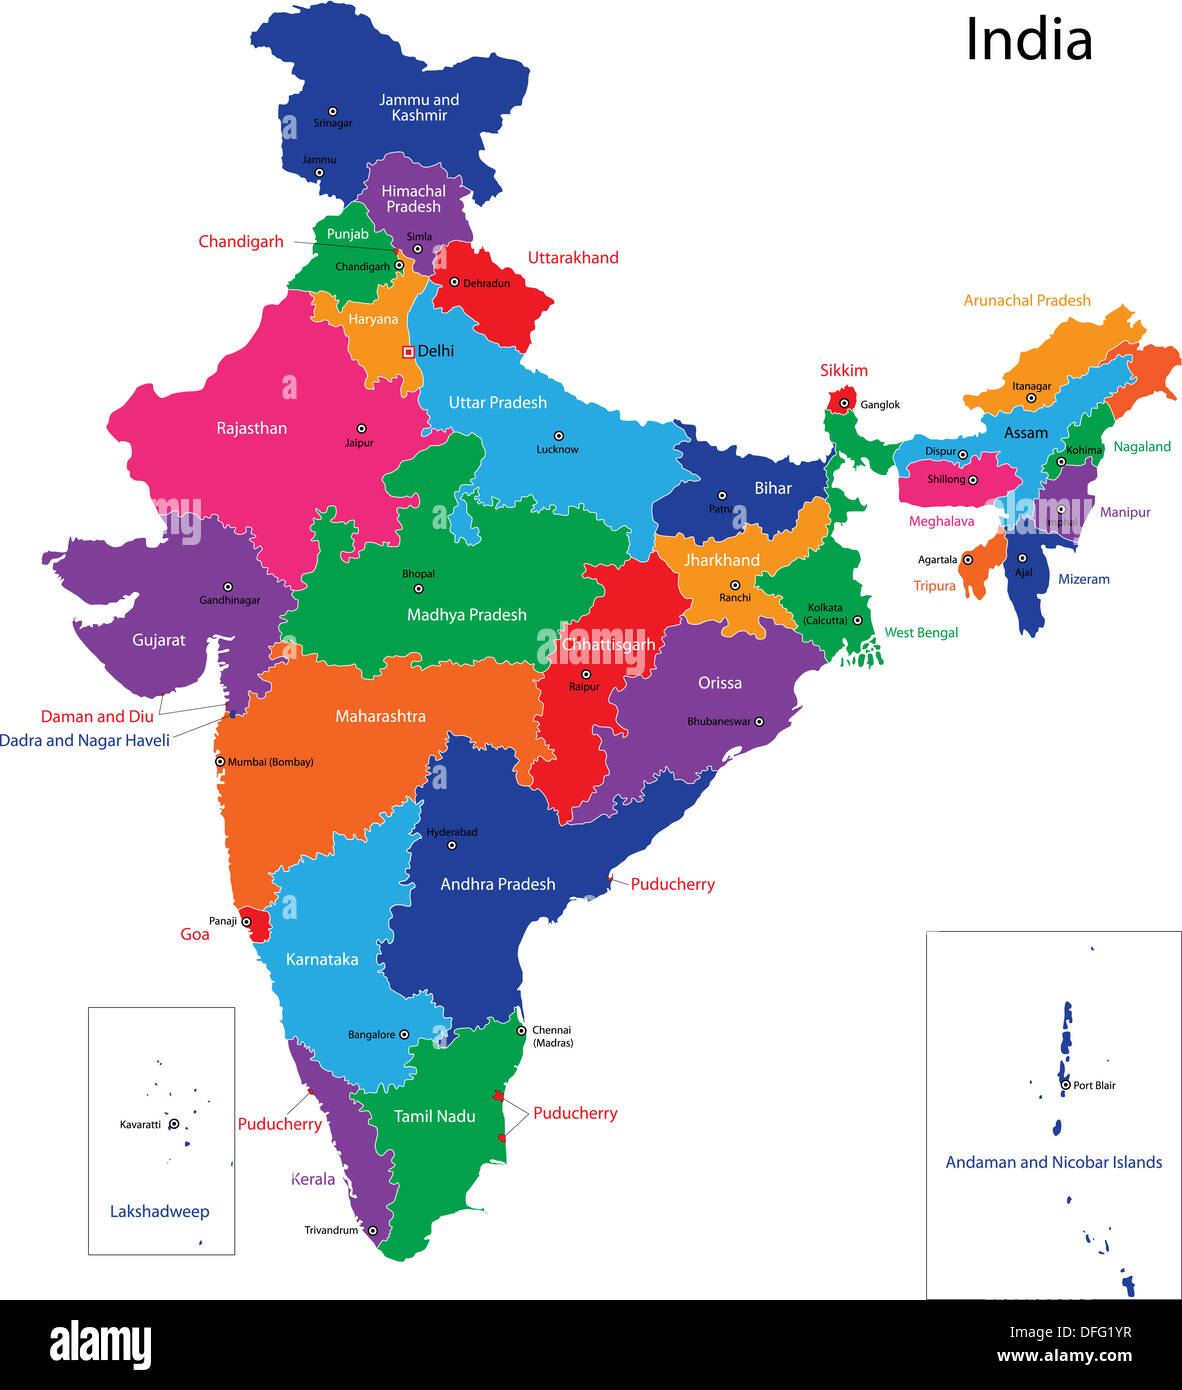 India
Jammu and
Kashmir
Srinagar
Jammu
Himachal
Pradesh
Simla
Punjab
Chandigarh
Chandigarh
Uttarakhand
Dehradun
Haryana
Delhi
Arunachal Pradesh
Itanagar
Sikkim
Ganglok
Uttar Pradesh
Lucknow
Rajasthan
Jaipur
Assam
Dispur
Kohima
Nagaland
Shillong
Meghalava
Imphal
Manipur
Bihar
Patna
Agartala
Tripura
Ajal
Mizeram
Jharkhand
Ranchi
Gandhinagar
Gujarat
Bhopal
Madhya Pradesh
Kolkata
(Calcutta)
West Bengal
Chhattisgarh
Raipur
Orissa
Bhubaneswar
Daman and Diu
Dadra and Nagar Haveli
Maharashtra
Mumbai (Bombay)
Hyderabad
Andhra Pradesh
Puducherry
Panaji
Goa
Karnataka
Bangalore
Chennai
(Madras)
Tamil Nadu
Puducherry
Puducherry
Kerala
Trivandrum
Kavaratti
Lakshadweep
Port Blair
Andaman and Nicobar Islands
a
a
a
a
a
a
a
a
a
a
a
alamy
alamy
Image ID: DFG1YR
www.alamy.com